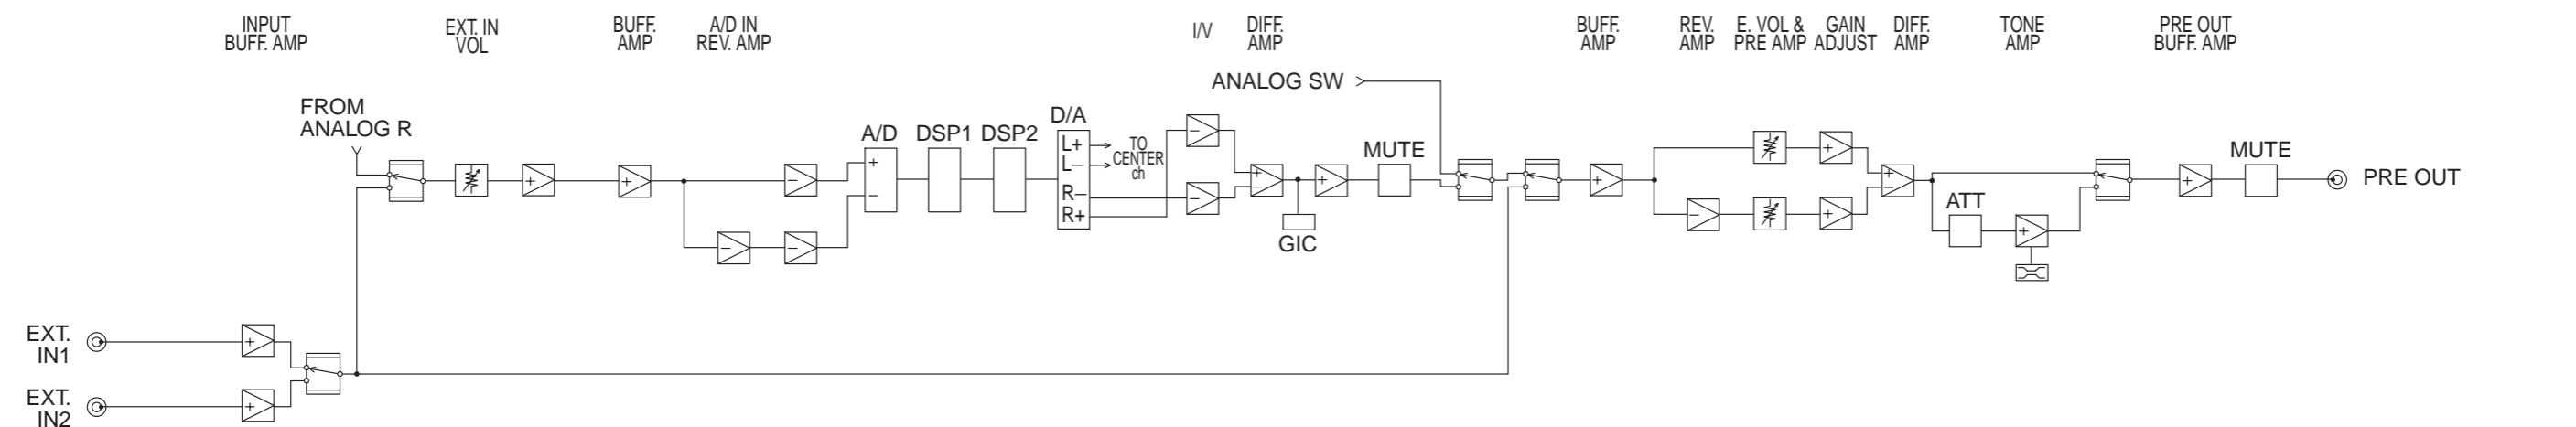 INPUT
BUFF. AMP
EXT. IN
VOL
BUFF.
AMP
A/D IN
REV. AMP
I/V
DIFF.
AMP
BUFF.
AMP
REV.
AMP
E. VOL &
PRE AMP
GAIN
ADJUST
DIFF.
AMP
TONE
AMP
PRE OUT
BUFF. AMP
ANALOG SW
FROM
ANALOG R
A/D
DSP1
DSP2
D/A
L+
L–
R–
R+
TO
CENTER
ch
MUTE
MUTE
PRE OUT
+
+
+
–
+
–
–
–
–
–
+
–
+
+
–
+
+
+
–
+
+
GIC
ATT
EXT.
IN1
+
EXT.
IN2
+